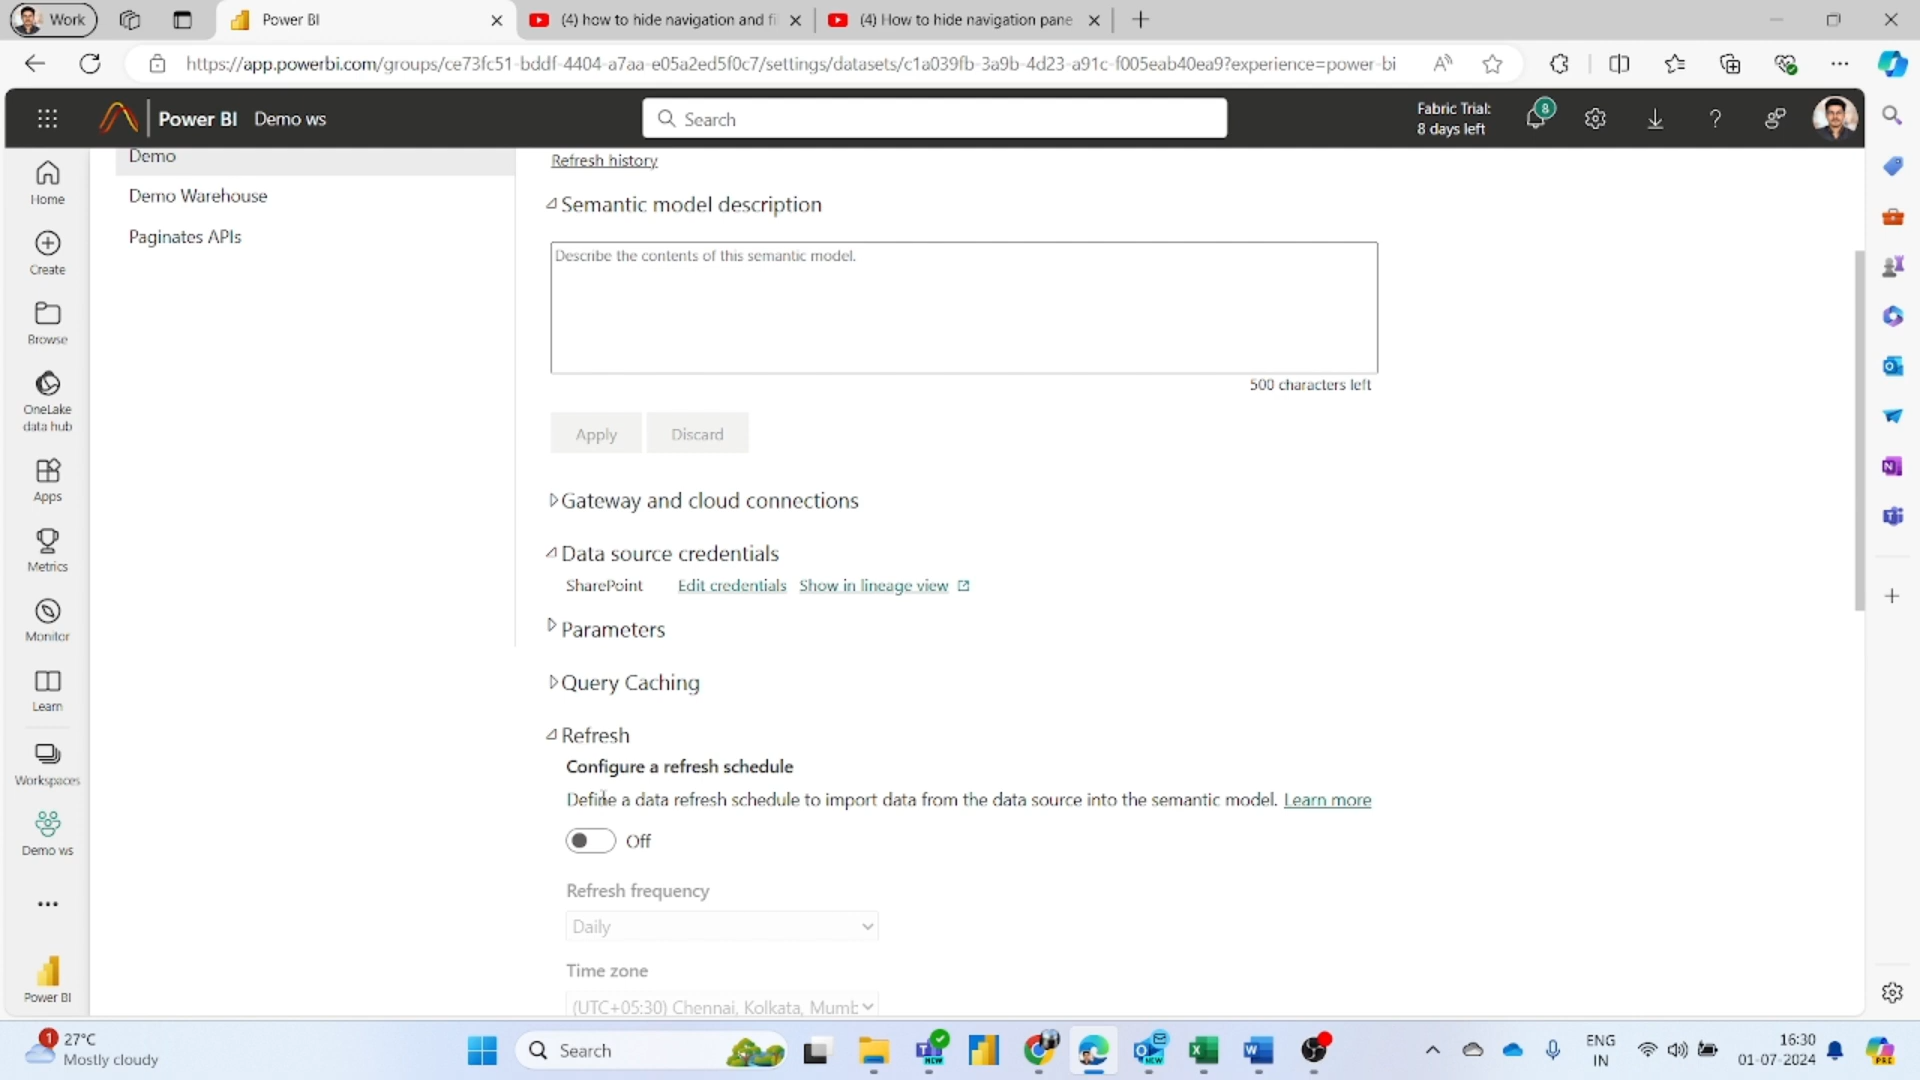 Work
Power BI
(4) how to hide navigation and fi
(4) How to hide navigation pane
https://app.powerbi.com/groups/ce73fc51-bddf-4404-a7aa-e05a2ed5f0c7/settings/datasets/c1a039fb-3a9b-4d23-a91c-f005eab40ea9?experience=power-bi
Power BI Demo ws
Search
Fabric Trial:
8 days left
8
Home
Create
Browse
OneLake
data hub
Apps
Metrics
Monitor
Learn
Workspaces
Demo ws
Power BI
Demo
Demo Warehouse
Paginates APIs
Refresh history
Semantic model description
Describe the contents of this semantic model.
500 characters left
Apply Discard
Gateway and cloud connections
Data source credentials
SharePoint Edit credentials Show in lineage view
Parameters
Query Caching
Refresh
Configure a refresh schedule
Define a data refresh schedule to import data from the data source into the semantic model. Learn more
Off
Refresh frequency
Daily
Time zone
(UTC+05:30) Chennai, Kolkata, Mumb
1
27°C
Mostly cloudy
Search
NEW
NEW
ENG
IN
16:30
01-07-2024
PRE